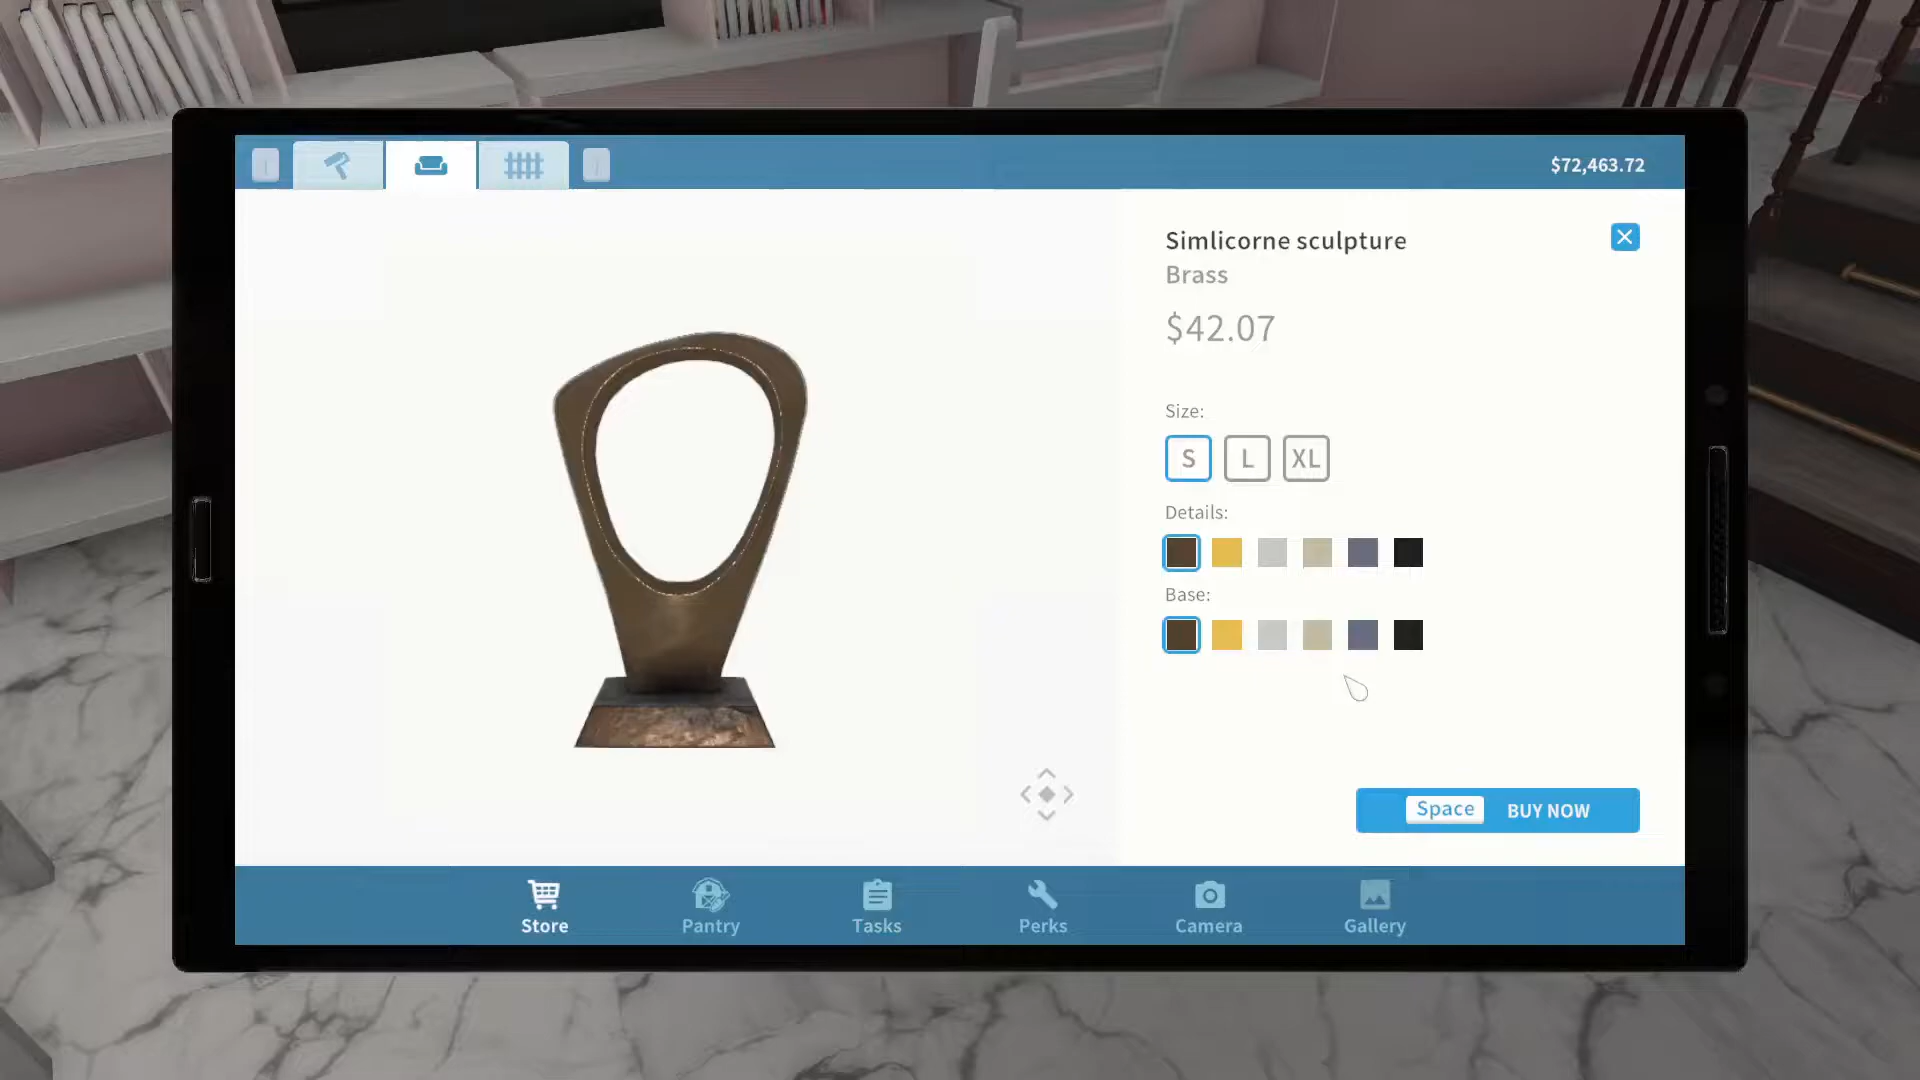 $72,463.72
Simlicorne sculpture
Brass
$42.07
Size:
S L XL
Details:
Base:
Space BUY NOW
Store Pantry Tasks Perks Camera Gallery